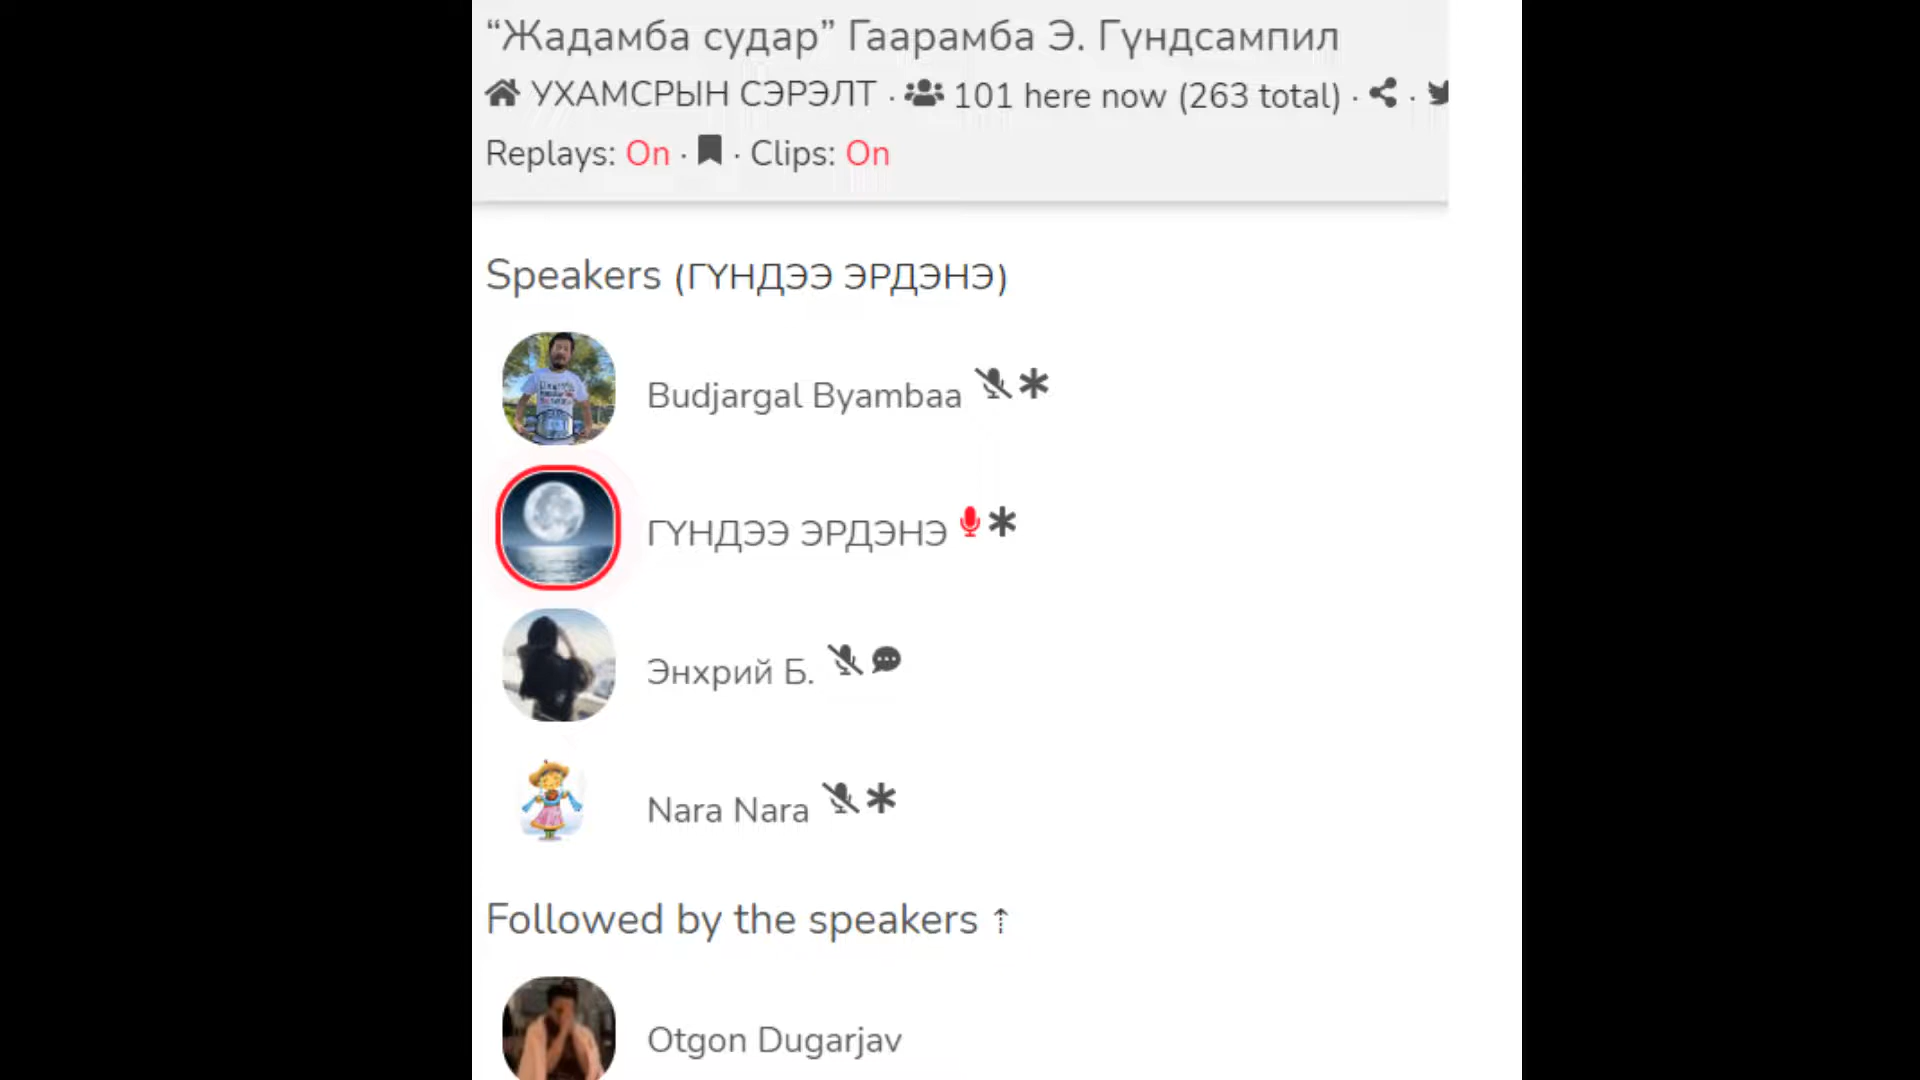 “Жадамба судар” Гаарамба Э. Гүндсампил
УХАМСРЫН СЭРЭЛТ · 101 here now (263 total) · ·
Replays: On · · Clips: On
Speakers (ГҮНДЭЭ ЭРДЭНЭ)
Budjargal Byambaa
ГҮНДЭЭ ЭРДЭНЭ
Энхрий Б.
Nara Nara
Followed by the speakers ⇡
Otgon Dugarjav